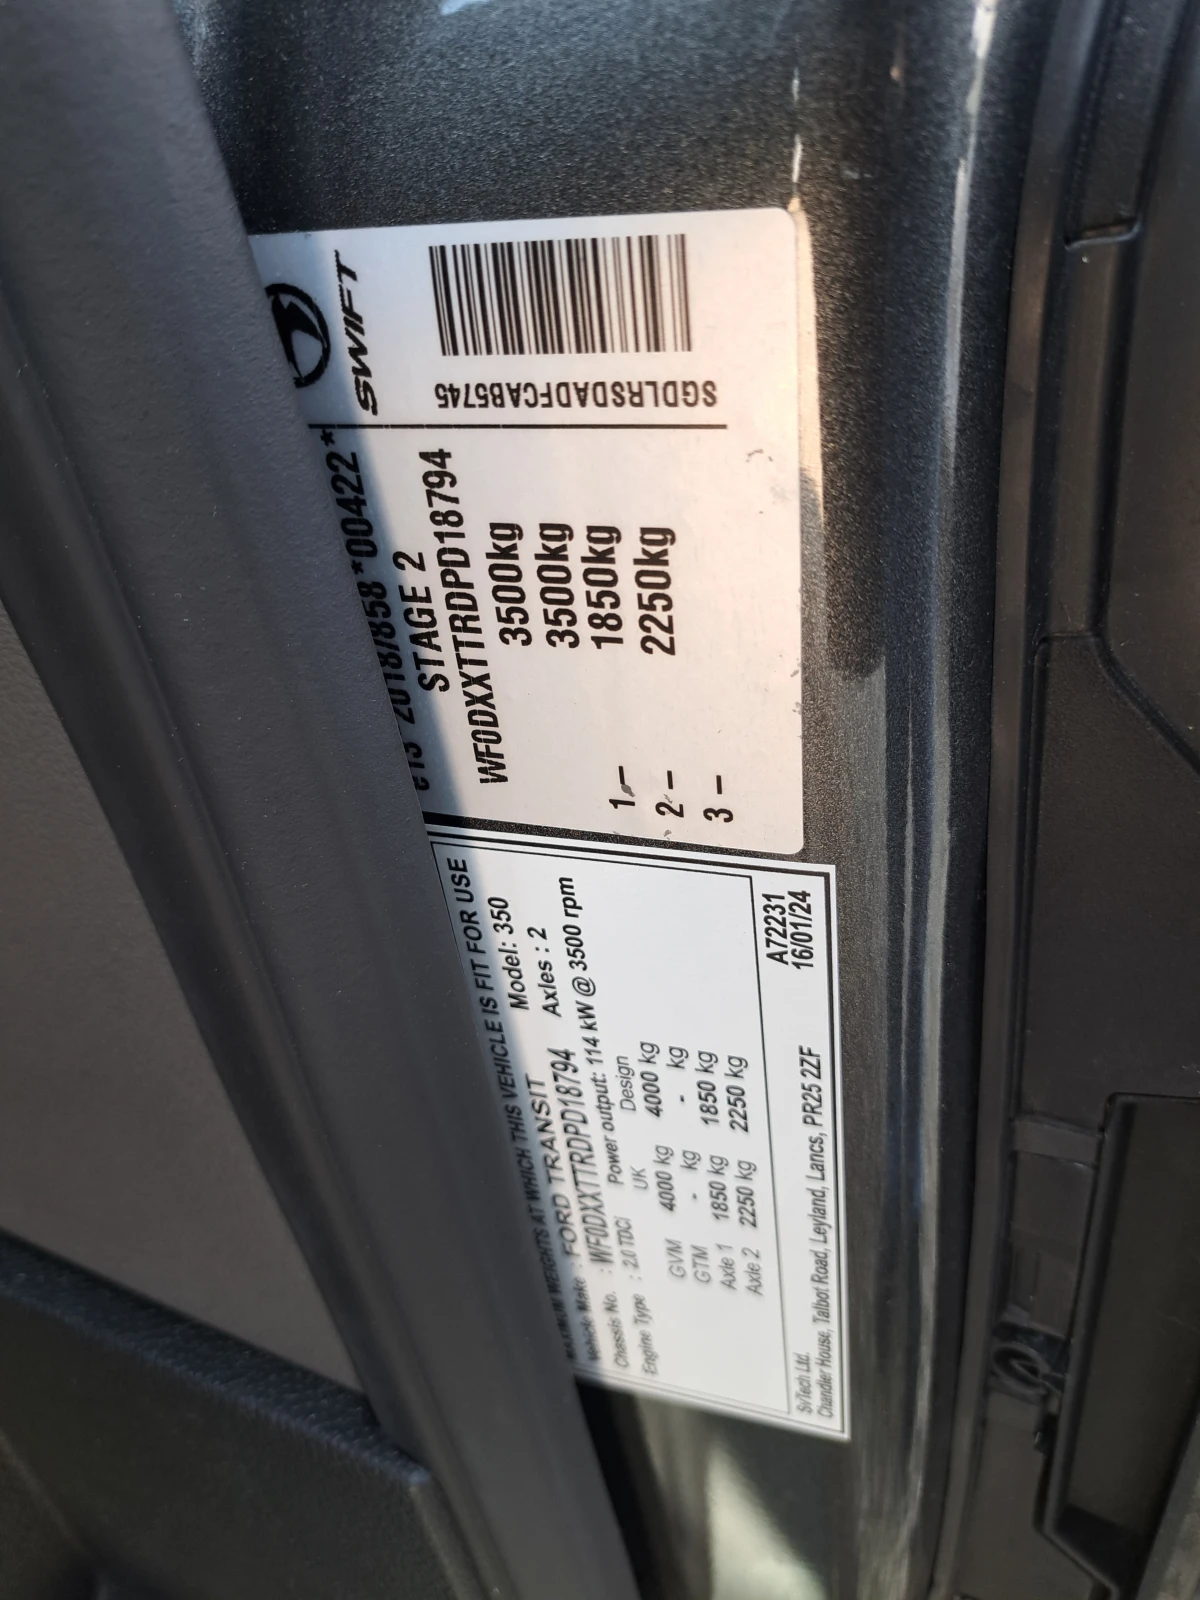 SWIFT
SGDLRSDADFCAB5745
e13*2018/858*00422*
STAGE 2
WF0DXXTTRDPD18794
3500kg
3500kg
1- 1850kg
2- 2250kg
3-
MAXIMUM WEIGHTS AT WHICH THIS VEHICLE IS FIT FOR USE
Vehicle Make : FORD TRANSIT Model: 350
Chassis No. : WF0DXXTTRDPD18794 Axles : 2
Engine Type : 2.0 TDCi Power output: 114 kW @ 3500 rpm
UK Design
GVM 4000 kg 4000 kg
GTM - kg - kg
Axle 1 1850 kg 1850 kg
Axle 2 2250 kg 2250 kg
SvTech Ltd. A72231
Chandler House, Talbot Road, Leyland, Lancs, PR25 2ZF 16/01/24